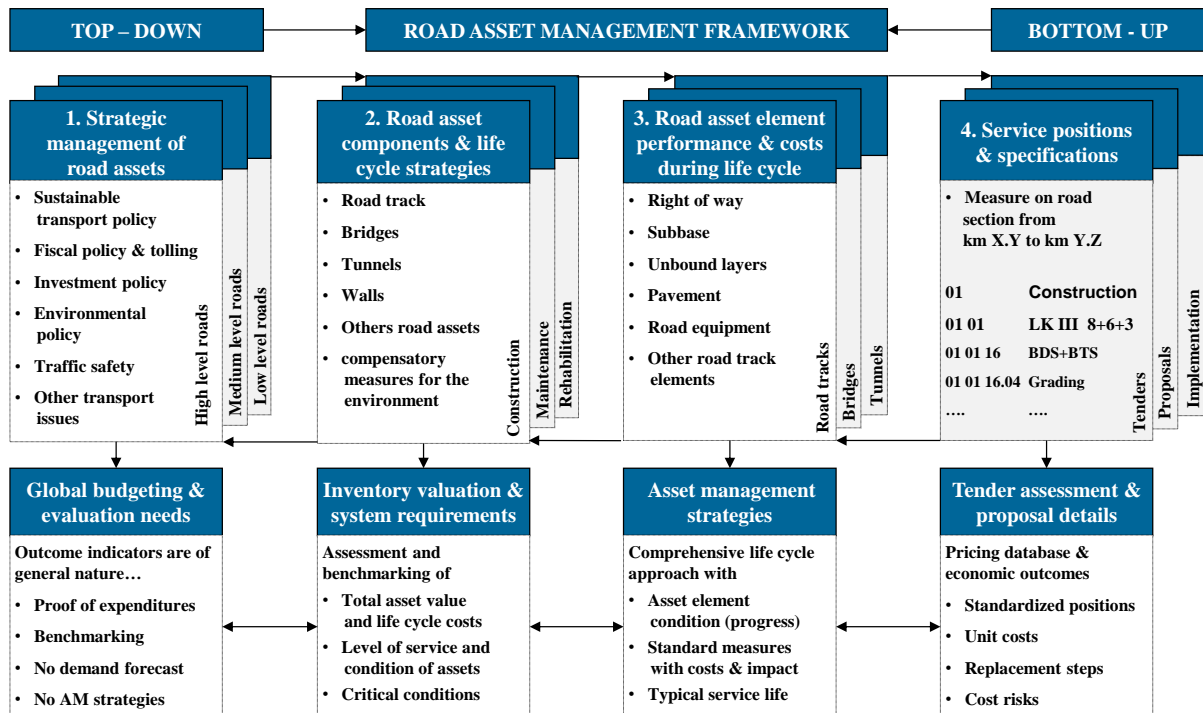 TOP – DOWN
ROAD ASSET MANAGEMENT FRAMEWORK
BOTTOM - UP
1. Strategic
management of
road assets
• Sustainable
transport policy
• Fiscal policy & tolling
• Investment policy
• Environmental
policy
• Traffic safety
• Other transport
issues
High level roads
Medium level roads
Low level roads
2. Road asset
components & life
cycle strategies
• Road track
• Bridges
• Tunnels
• Walls
• Others road assets
• compensatory
measures for the
environment
Construction
Maintenance
Rehabilitation
3. Road asset element
performance & costs
during life cycle
• Right of way
• Subbase
• Unbound layers
• Pavement
• Road equipment
• Other road track
elements
Road tracks
Bridges
Tunnels
4. Service positions
& specifications
• Measure on road
section from
km X.Y to km Y.Z
01 Construction
01 01 LK III 8+6+3
01 01 16 BDS+BTS
01 01 16.04 Grading
…. ….
Tenders
Proposals
Implementation
Global budgeting &
evaluation needs
Outcome indicators are of
general nature…
• Proof of expenditures
• Benchmarking
• No demand forecast
• No AM strategies
Inventory valuation &
system requirements
Assessment and
benchmarking of
• Total asset value
and life cycle costs
• Level of service and
condition of assets
• Critical conditions
Asset management
strategies
Comprehensive life cycle
approach with
• Asset element
condition (progress)
• Standard measures
with costs & impact
• Typical service life
Tender assessment &
proposal details
Pricing database &
economic outcomes
• Standardized positions
• Unit costs
• Replacement steps
• Cost risks